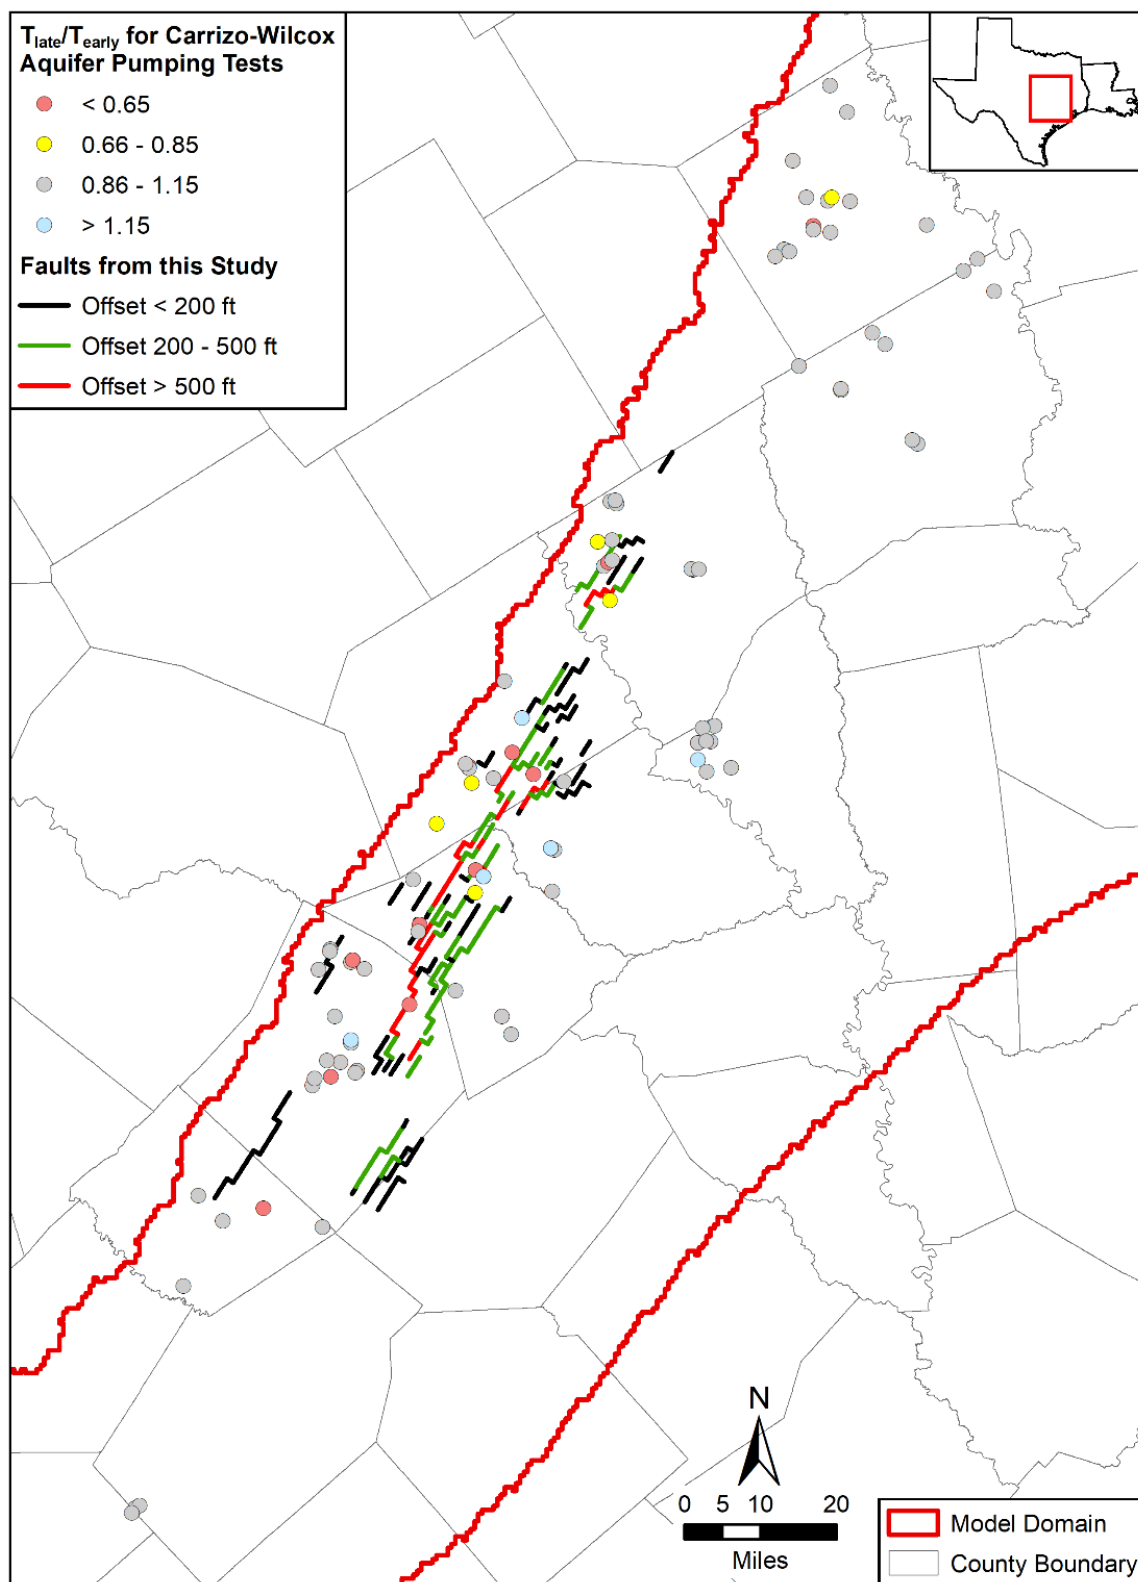 Tlate/Tearly for Carrizo-Wilcox
Aquifer Pumping Tests
< 0.65
0.66 - 0.85
0.86 - 1.15
> 1.15
Faults from this Study
Offset < 200 ft
Offset 200 - 500 ft
Offset > 500 ft
N
0 5 10 20
Miles
Model Domain
County Boundary